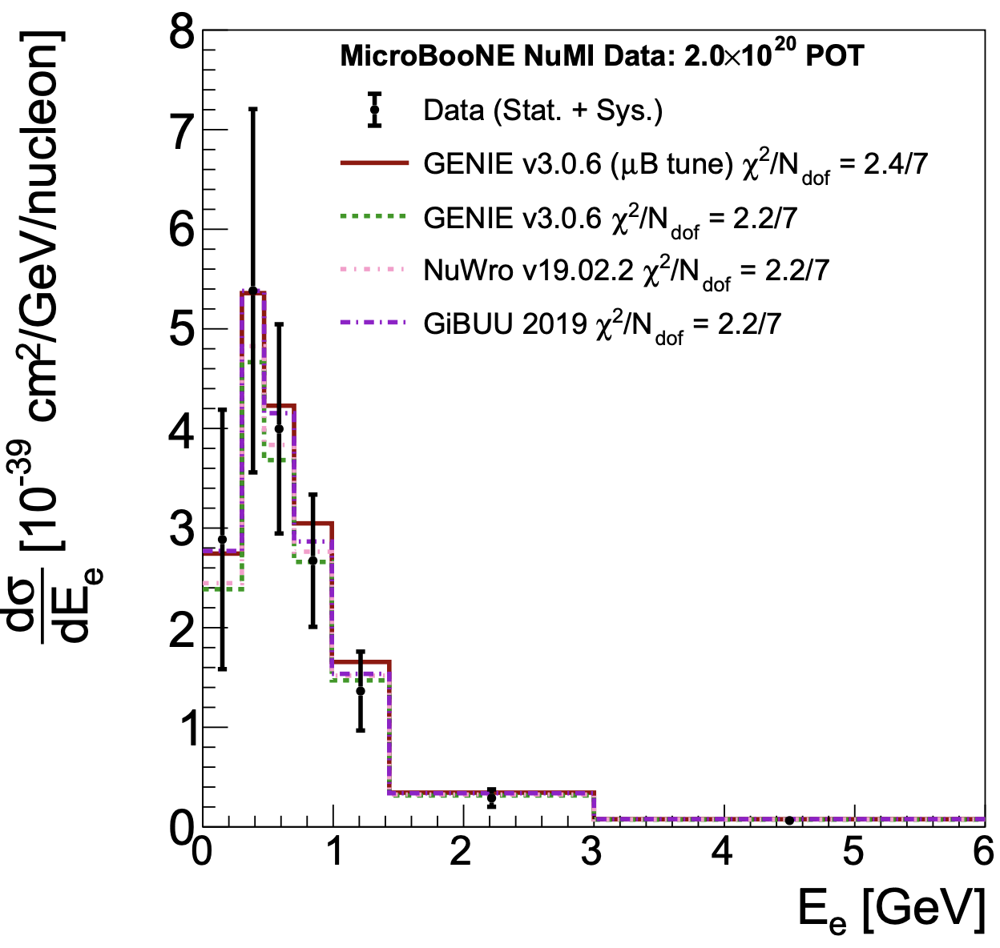 MicroBooNE NuMI Data: 2.0×10²⁰ POT
Data (Stat. + Sys.)
GENIE v3.0.6 (μB tune) χ²/N_dof = 2.4/7
GENIE v3.0.6 χ²/N_dof = 2.2/7
NuWro v19.02.2 χ²/N_dof = 2.2/7
GiBUU 2019 χ²/N_dof = 2.2/7
dσ/dE_e [10⁻³⁹ cm²/GeV/nucleon]
8
7
6
5
4
3
2
1
0
0 1 2 3 4 5 6
E_e [GeV]